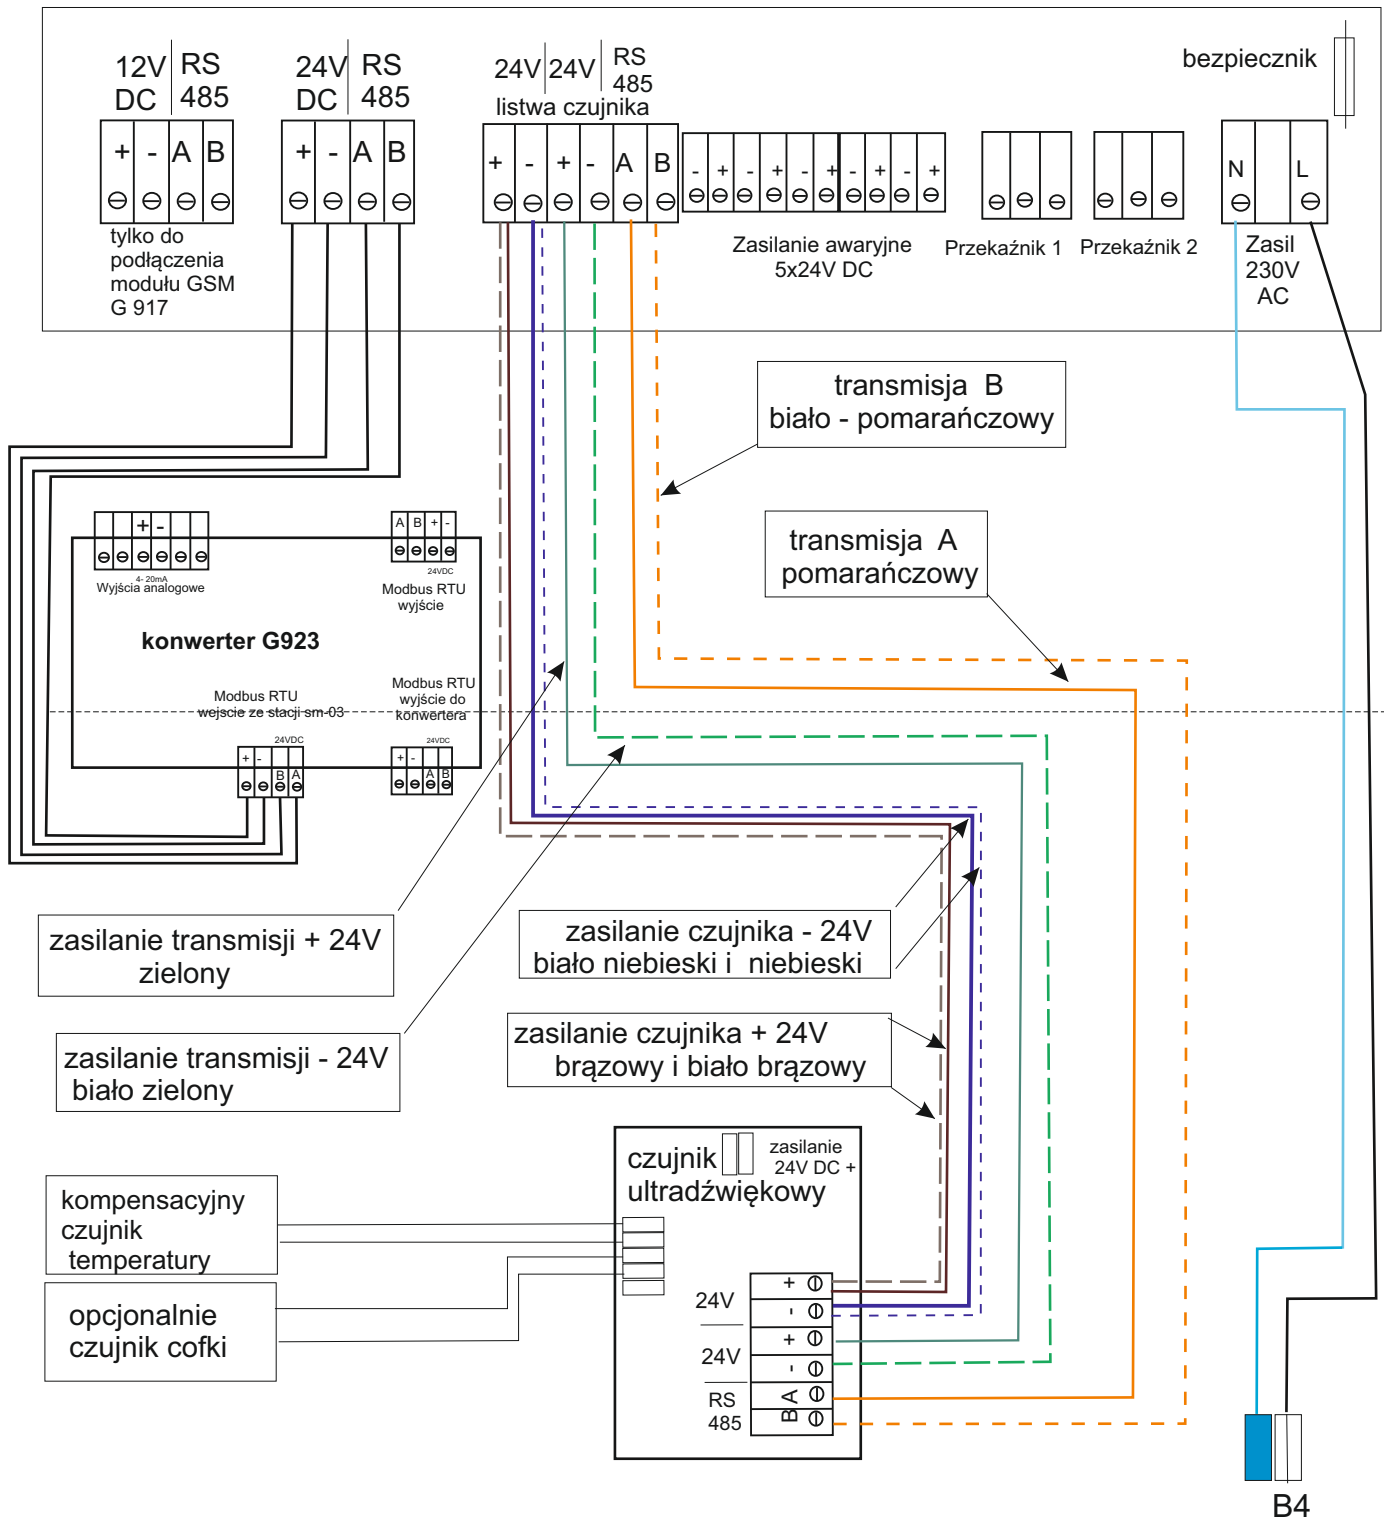 12V RS
DC 485
+ - A B
tylko do
podłączenia
modułu GSM
G 917
24V RS
DC 485
+ - A B
24V 24V RS
485
listwa czujnika
+ - + - A B
- + - + - + - + - +
Zasilanie awaryjne
5x24V DC
Przekaźnik 1
Przekaźnik 2
bezpiecznik
N L
Zasil
230V
AC
transmisja B
biało - pomarańczowy
transmisja A
pomarańczowy
+ -
4- 20mA
Wyjścia analogowe
A B + -
24VDC
Modbus RTU
wyjście
konwerter G923
Modbus RTU
wejscie ze stacji sm-03
24VDC
+ - B A
Modbus RTU
wyjście do
konwertera
24VDC
+ - A B
zasilanie transmisji + 24V
zielony
zasilanie czujnika - 24V
biało niebieski i niebieski
zasilanie transmisji - 24V
biało zielony
zasilanie czujnika + 24V
brązowy i biało brązowy
czujnik
ultradźwiękowy
zasilanie
24V DC +
kompensacyjny
czujnik
temperatury
opcjonalnie
czujnik cofki
24V
+
-
24V
+
-
RS
485
A
B
B4